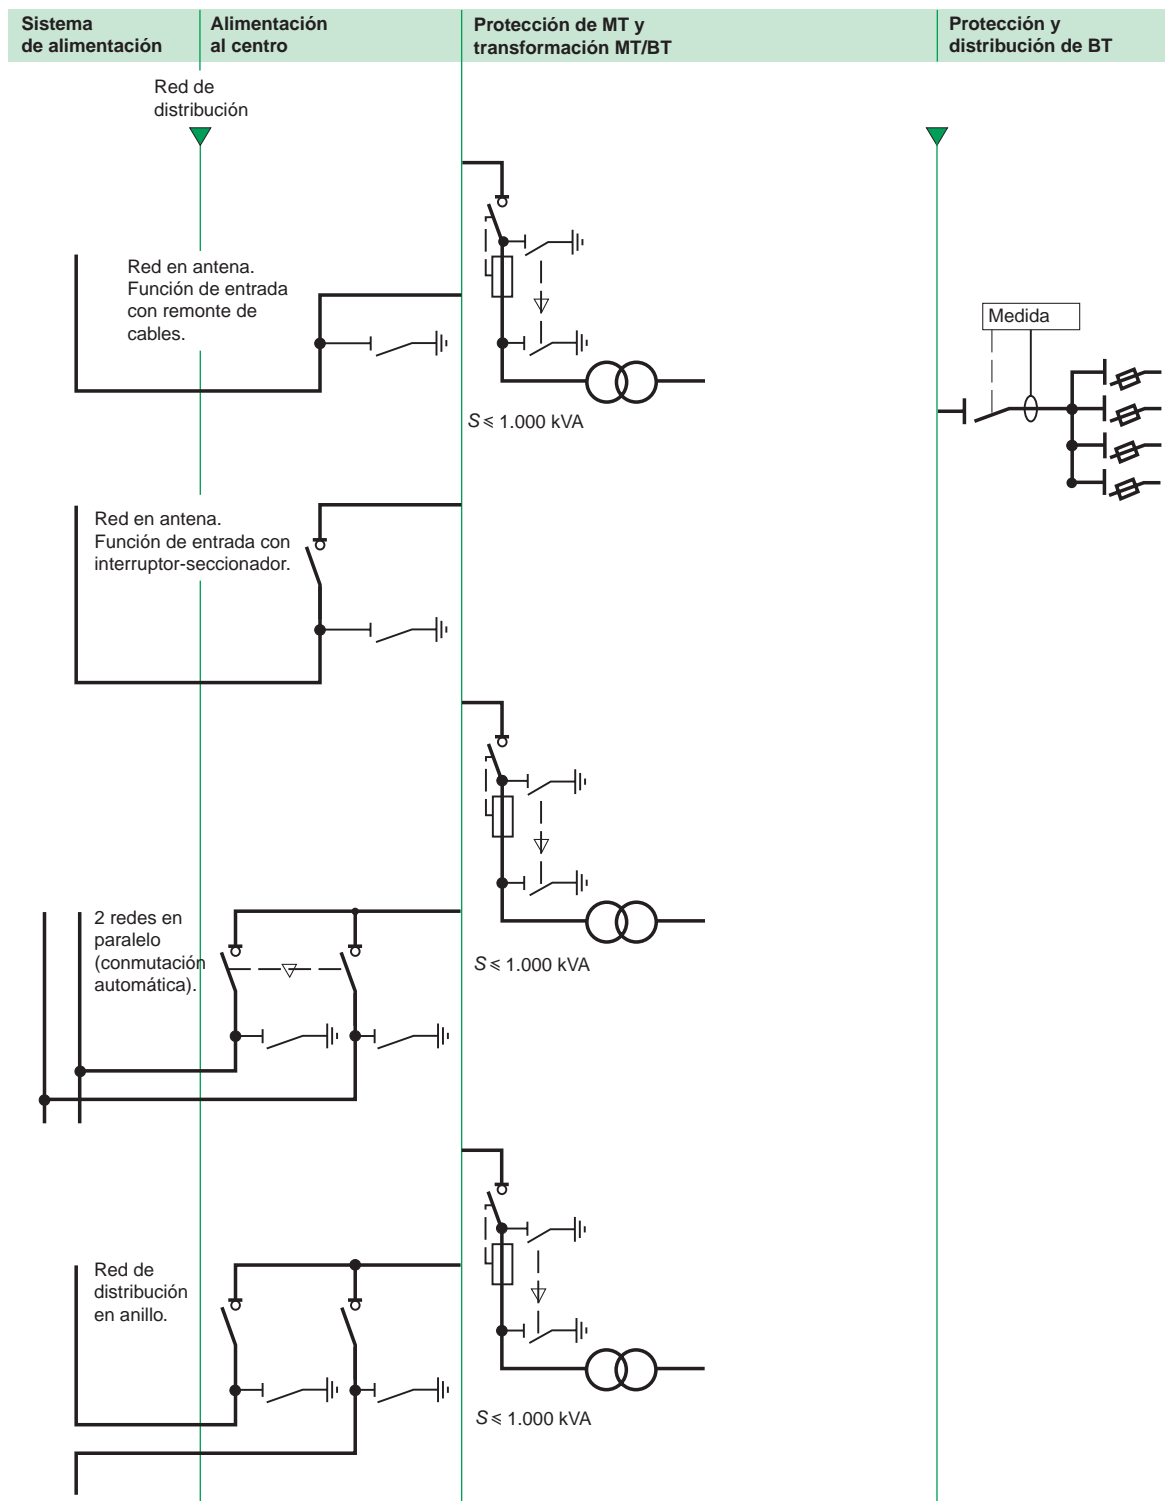 Sistema
de alimentación
Alimentación
al centro
Protección de MT y
transformación MT/BT
Protección y
distribución de BT
Red de
distribución
Red en antena.
Función de entrada
con remonte de
cables.
Medida
S ⩽ 1.000 kVA
Red en antena.
Función de entrada con
interruptor-seccionador.
2 redes en
paralelo
(conmutación
automática).
S ⩽ 1.000 kVA
Red de
distribución
en anillo.
S ⩽ 1.000 kVA